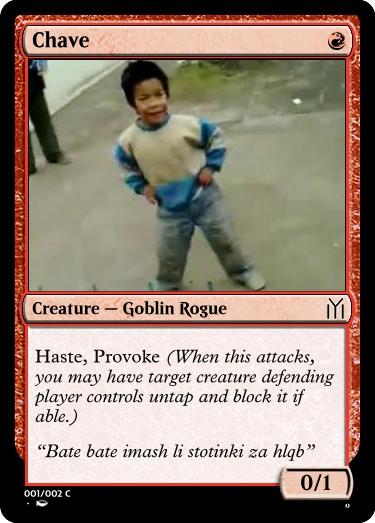 Chave
Creature — Goblin Rogue
Haste, Provoke (When this attacks,
you may have target creature defending
player controls untap and block it if
able.)
“Bate bate imash li stotinki za hlqb”
0/1
001/002 C